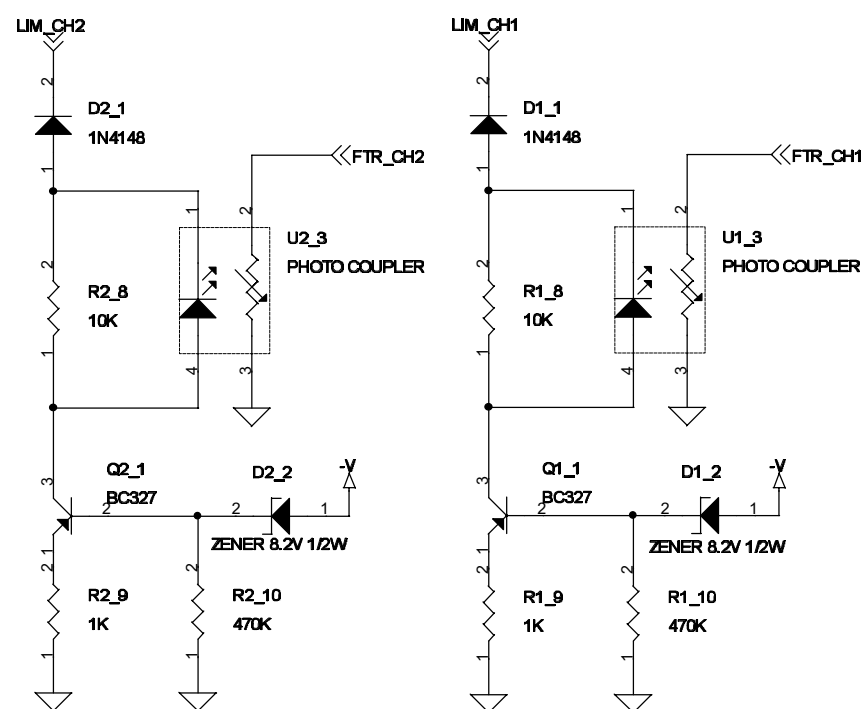 LIM_CH2
2
D2_1
1N4148
1
FTR_CH2
1
2
U2_3
PHOTO COUPLER
2
R2_8
10K
1
4
3
3
Q2_1
BC327
2
D2_2
2
1
-V
ZENER 8.2V 1/2W
1
2
R2_9
1K
1
2
R2_10
470K
1
LIM_CH1
2
D1_1
1N4148
1
FTR_CH1
1
2
U1_3
PHOTO COUPLER
2
R1_8
10K
1
4
3
3
Q1_1
BC327
2
D1_2
2
1
-V
ZENER 8.2V 1/2W
1
2
R1_9
1K
1
2
R1_10
470K
1